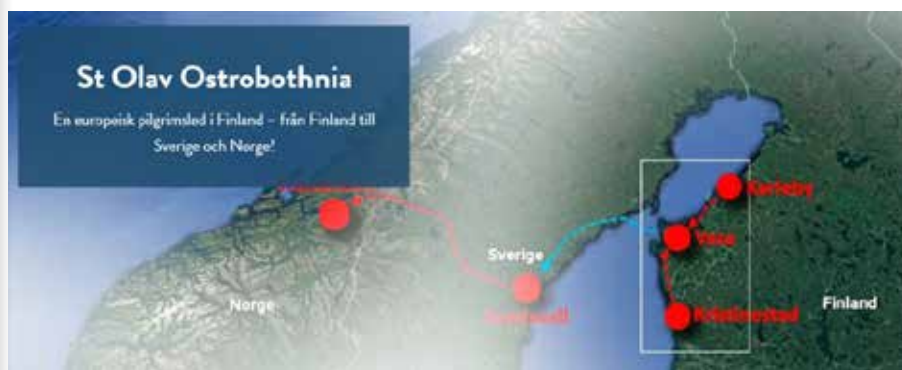 St Olav Ostrobothnia
En europeisk pilgrimsled i Finland – från Finland till
Sverige och Norge!
Karleby
Vasa
Sverige
Norge
Kristinestad
Finland